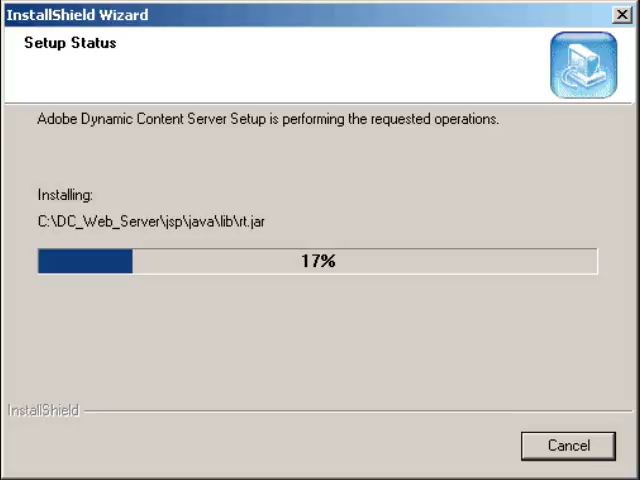 InstallShield Wizard
Setup Status
Adobe Dynamic Content Server Setup is performing the requested operations.
Installing:
C:\DC_Web_Server\jsp\java\lib\rt.jar
17%
InstallShield
Cancel